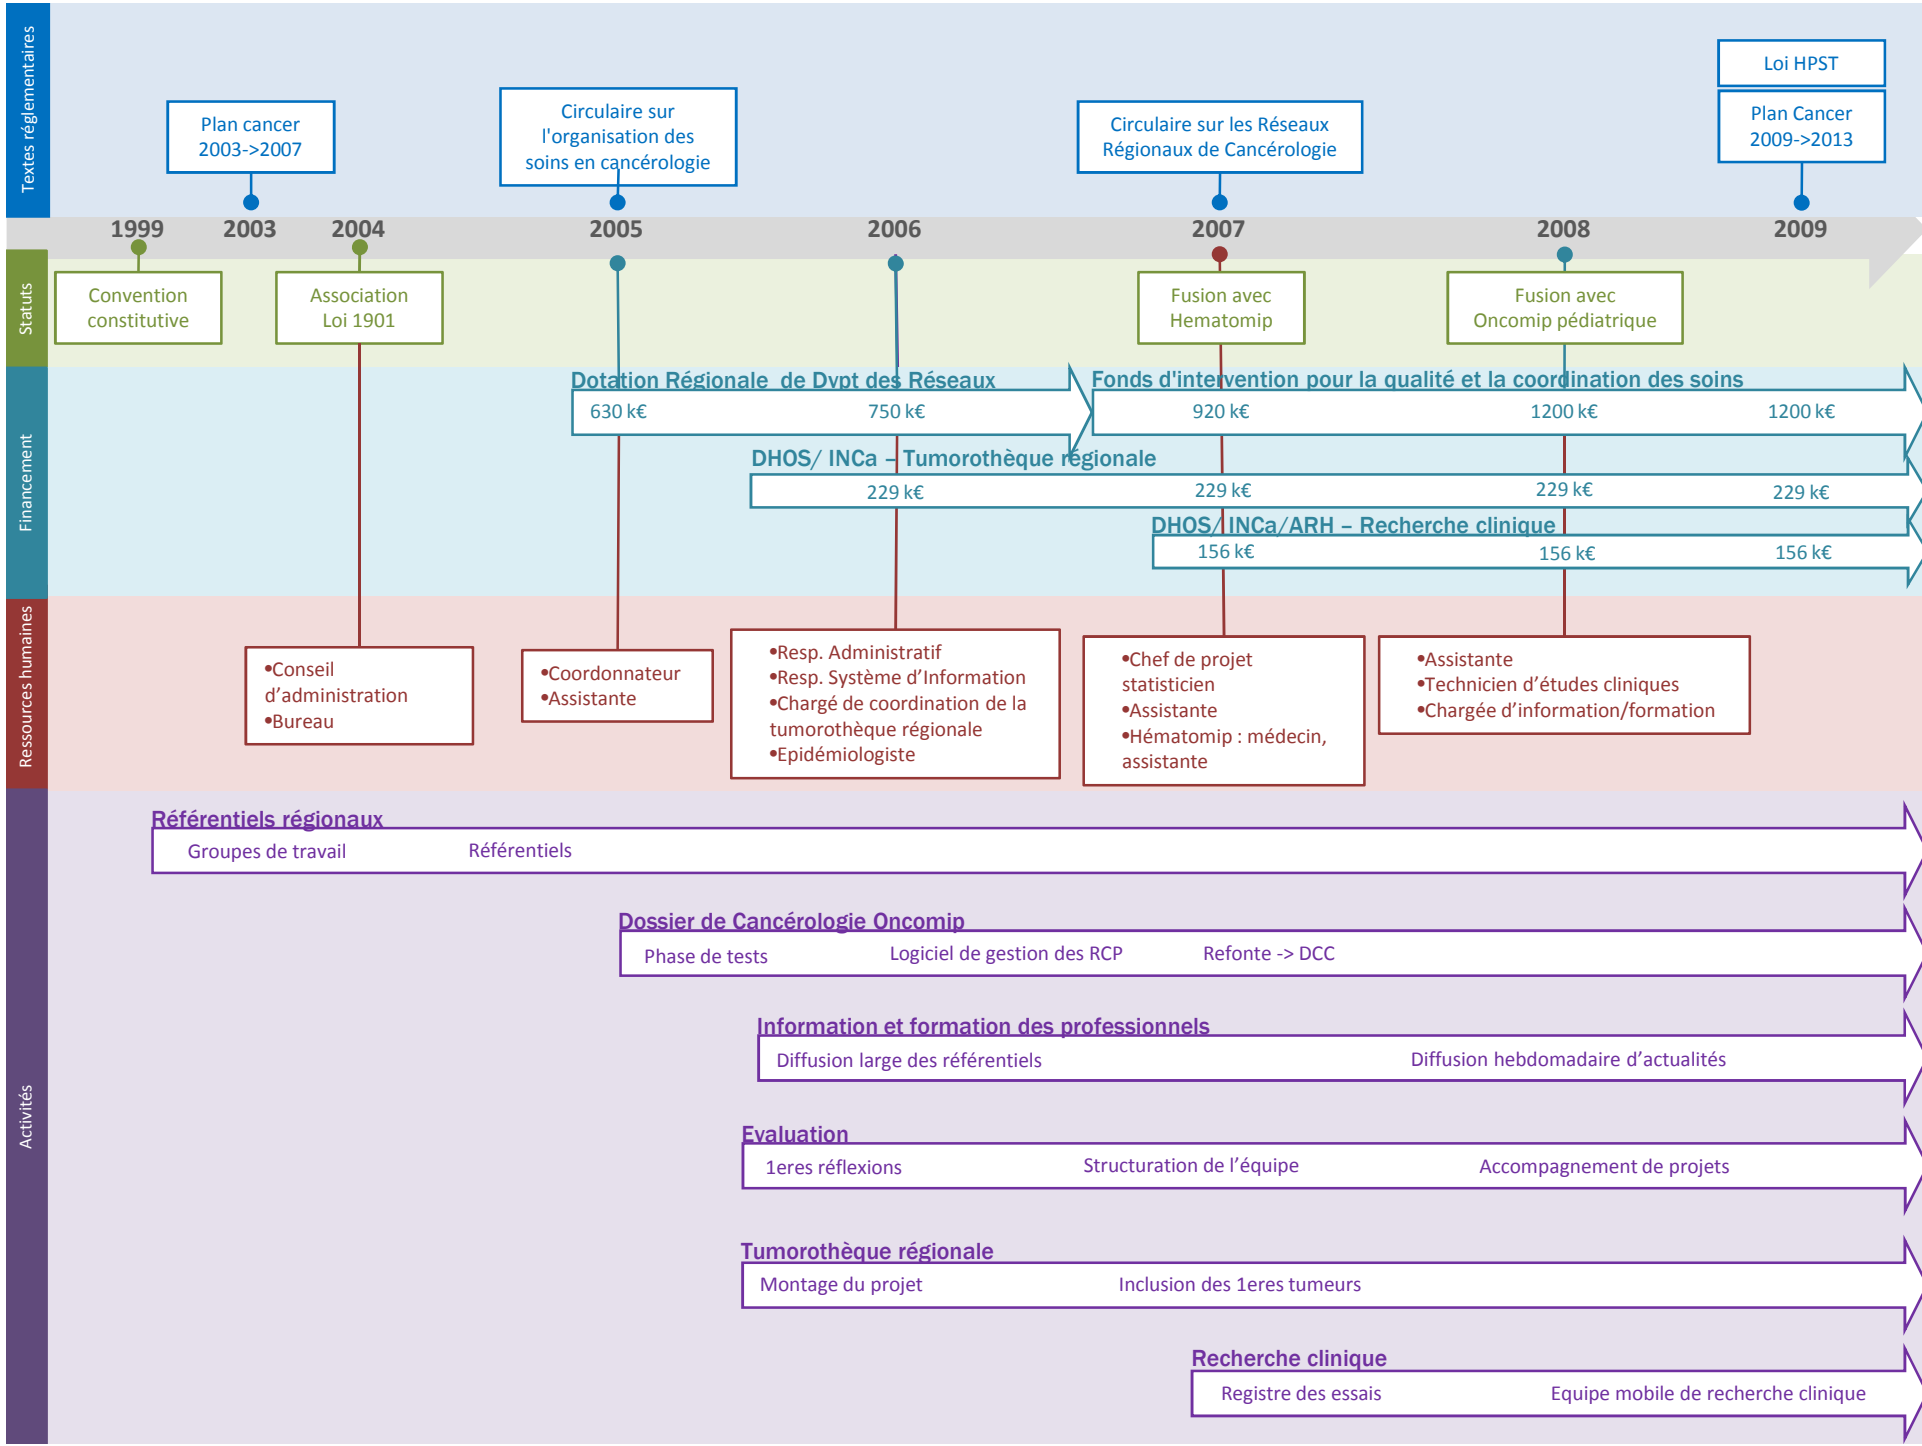 Textes réglementaires
Loi HPST
Plan cancer
2003->2007
Circulaire sur
l'organisation des
soins en cancérologie
Circulaire sur les Réseaux
Régionaux de Cancérologie
Plan Cancer
2009->2013
1999 2003 2004 2005 2006 2007 2008 2009
Statuts
Convention
constitutive
Association
Loi 1901
Fusion avec
Hematomip
Fusion avec
Oncomip pédiatrique
Financement
Dotation Régionale de Dvpt des Réseaux
630 k€ 750 k€
Fonds d'intervention pour la qualité et la coordination des soins
920 k€ 1200 k€ 1200 k€
DHOS/ INCa – Tumorothèque régionale
229 k€ 229 k€ 229 k€ 229 k€
DHOS/ INCa/ARH – Recherche clinique
156 k€ 156 k€ 156 k€
Ressources humaines
•Conseil
d’administration
•Bureau
•Coordonnateur
•Assistante
•Resp. Administratif
•Resp. Système d’Information
•Chargé de coordination de la
tumorothèque régionale
•Epidémiologiste
•Chef de projet
statisticien
•Assistante
•Hématomip : médecin,
assistante
•Assistante
•Technicien d’études cliniques
•Chargée d’information/formation
Activités
Référentiels régionaux
Groupes de travail Référentiels
Dossier de Cancérologie Oncomip
Phase de tests Logiciel de gestion des RCP Refonte -> DCC
Information et formation des professionnels
Diffusion large des référentiels Diffusion hebdomadaire d’actualités
Evaluation
1eres réflexions Structuration de l’équipe Accompagnement de projets
Tumorothèque régionale
Montage du projet Inclusion des 1eres tumeurs
Recherche clinique
Registre des essais Equipe mobile de recherche clinique